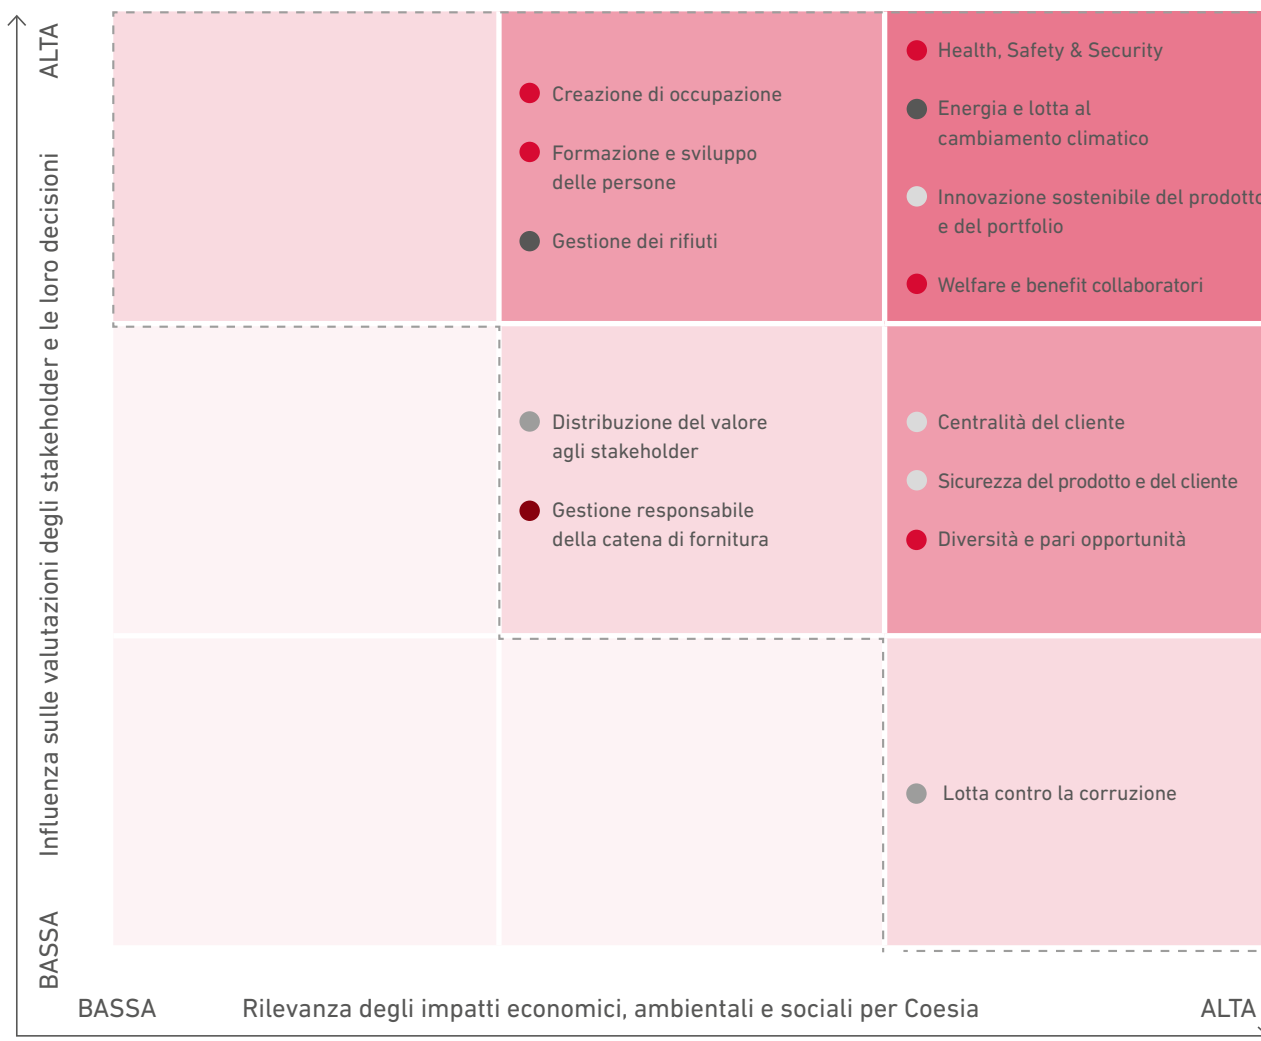 ALTA
Influenza sulle valutazioni degli stakeholder e le loro decisioni
BASSA
Creazione di occupazione
Formazione e sviluppo
delle persone
Gestione dei rifiuti
Health, Safety & Security
Energia e lotta al
cambiamento climatico
Innovazione sostenibile del prodotto
e del portfolio
Welfare e benefit collaboratori
Distribuzione del valore
agli stakeholder
Gestione responsabile
della catena di fornitura
Centralità del cliente
Sicurezza del prodotto e del cliente
Diversità e pari opportunità
Lotta contro la corruzione
BASSA
Rilevanza degli impatti economici, ambientali e sociali per Coesia
ALTA